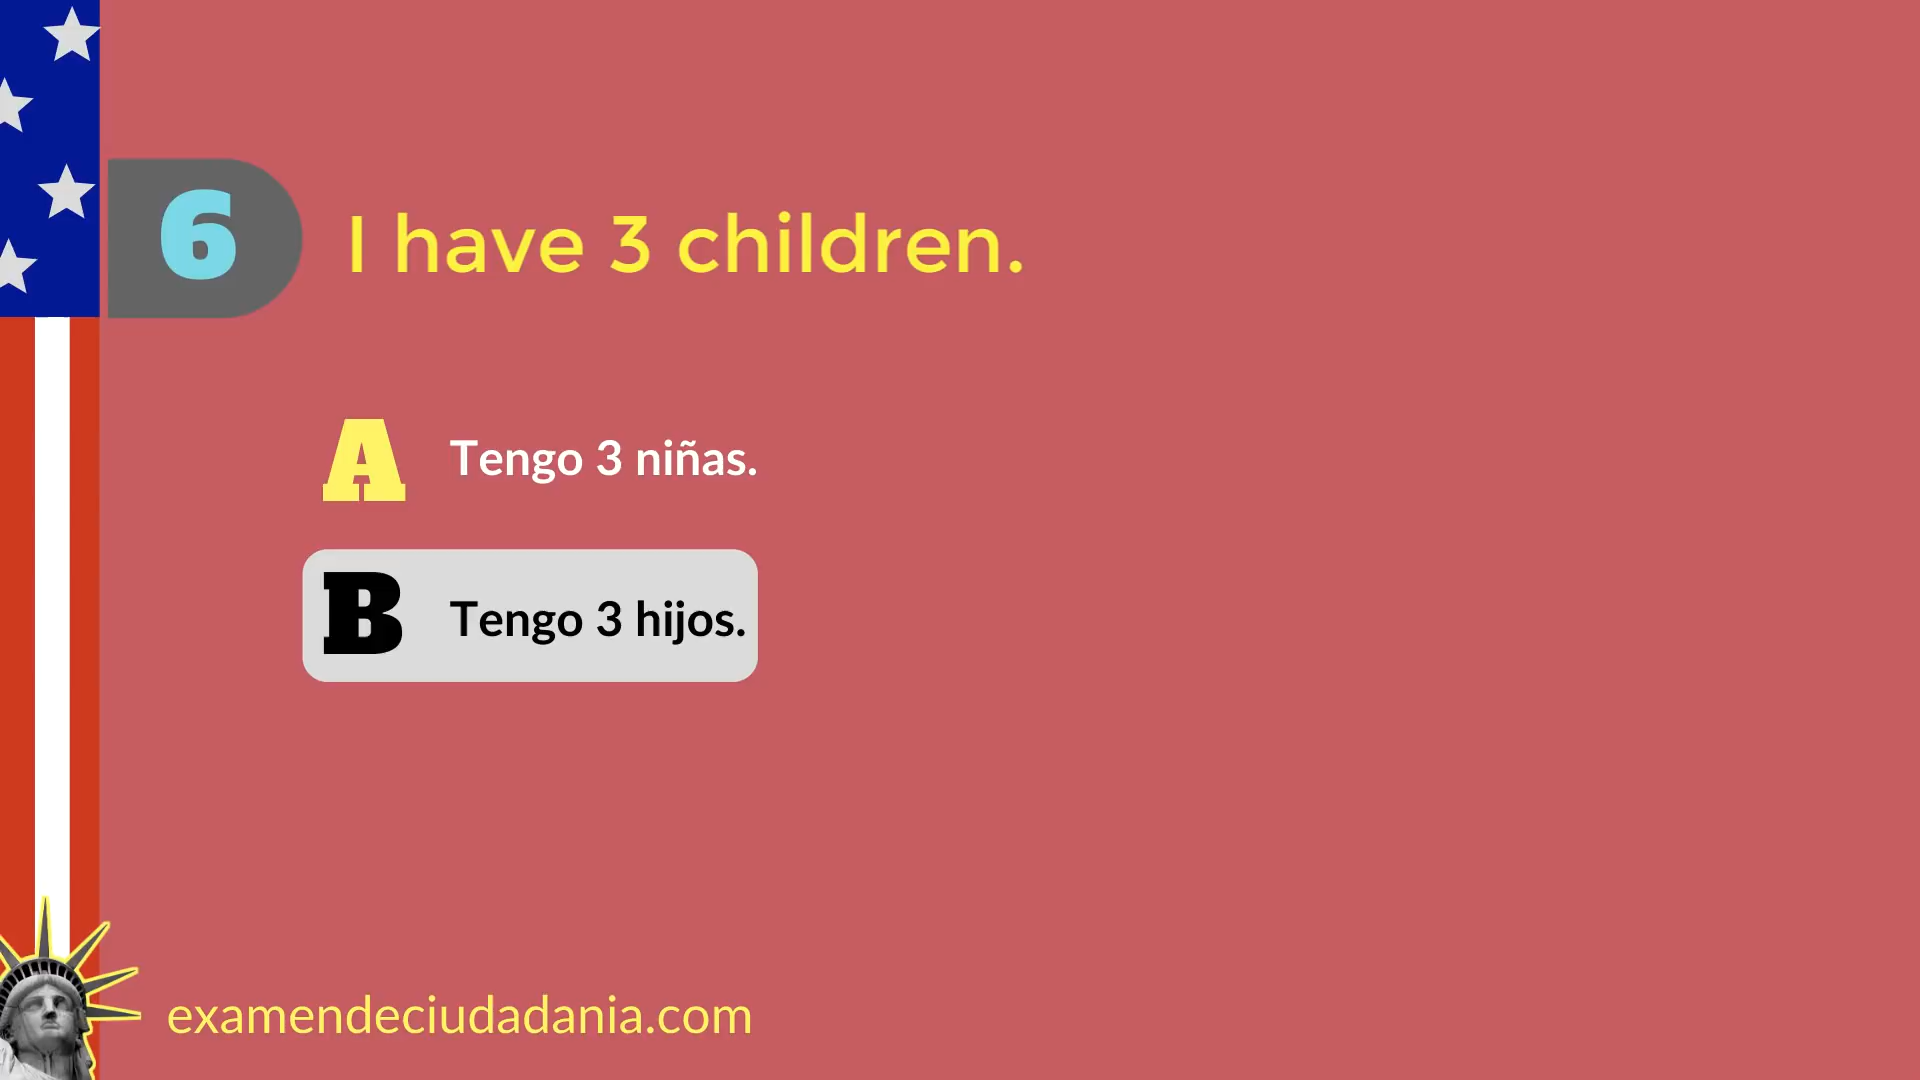 6
I have 3 children.
A
Tengo 3 niñas.
B
Tengo 3 hijos.
examendeciudadania.com